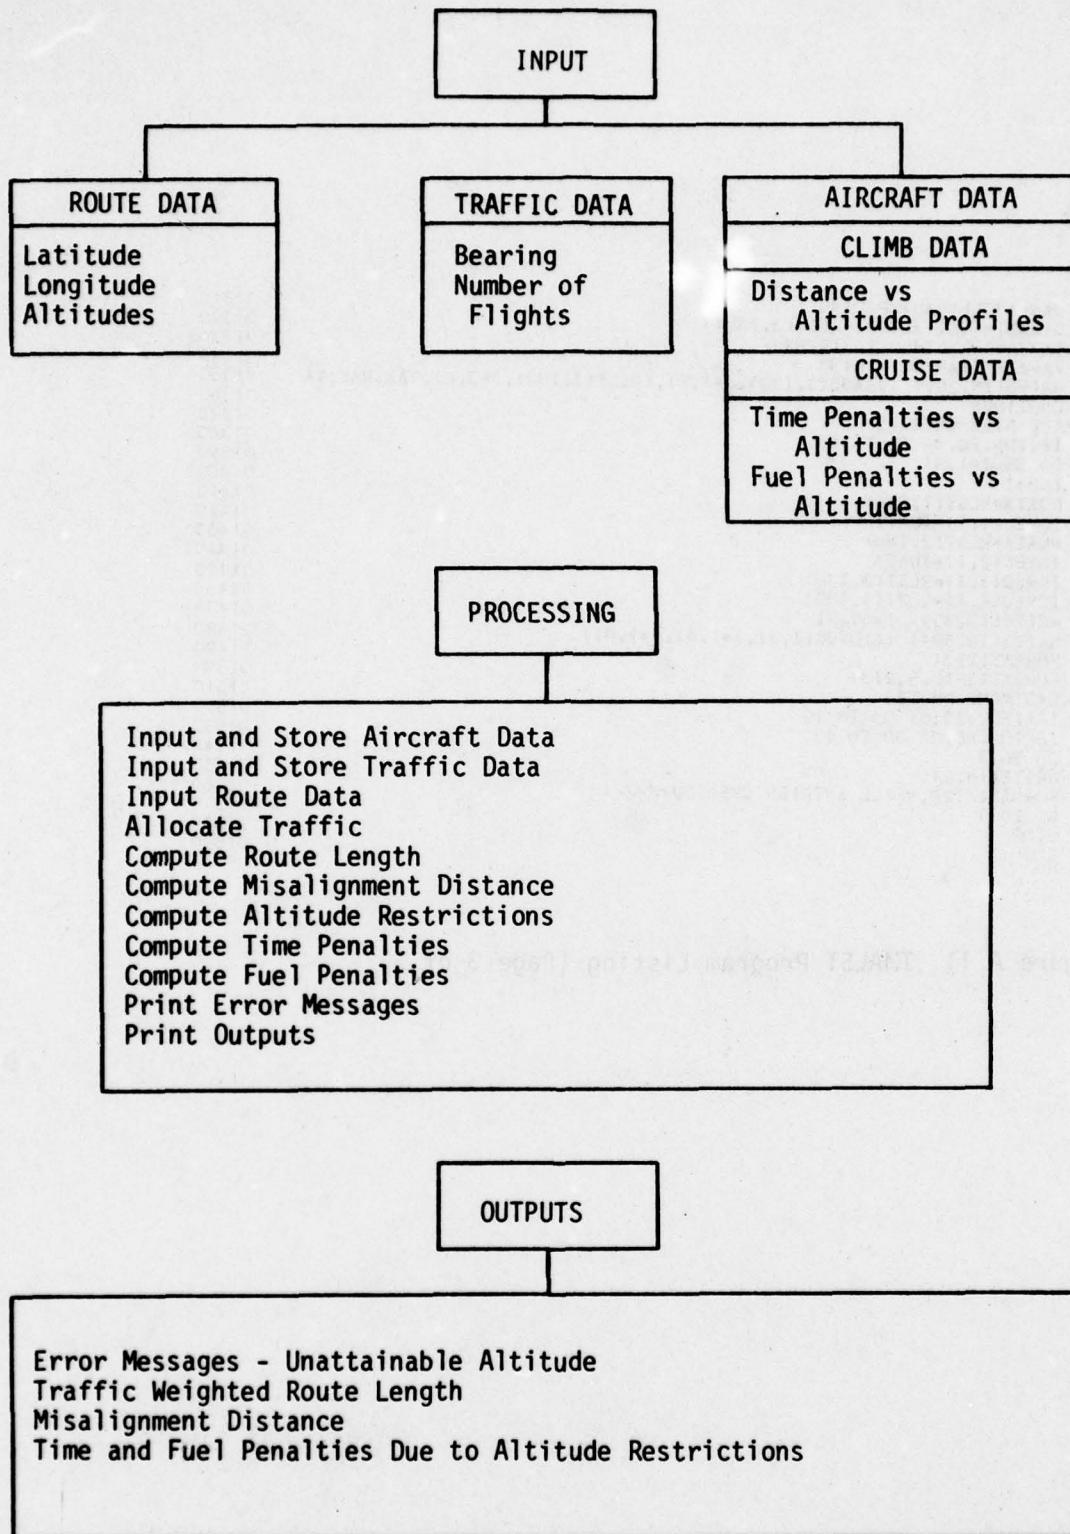 INPUT
ROUTE DATA
Latitude
Longitude
Altitudes
TRAFFIC DATA
Bearing
Number of
Flights
AIRCRAFT DATA
CLIMB DATA
Distance vs
Altitude Profiles
CRUISE DATA
Time Penalties vs
Altitude
Fuel Penalties vs
Altitude
PROCESSING
Input and Store Aircraft Data
Input and Store Traffic Data
Input Route Data
Allocate Traffic
Compute Route Length
Compute Misalignment Distance
Compute Altitude Restrictions
Compute Time Penalties
Compute Fuel Penalties
Print Error Messages
Print Outputs
OUTPUTS
Error Messages - Unattainable Altitude
Traffic Weighted Route Length
Misalignment Distance
Time and Fuel Penalties Due to Altitude Restrictions